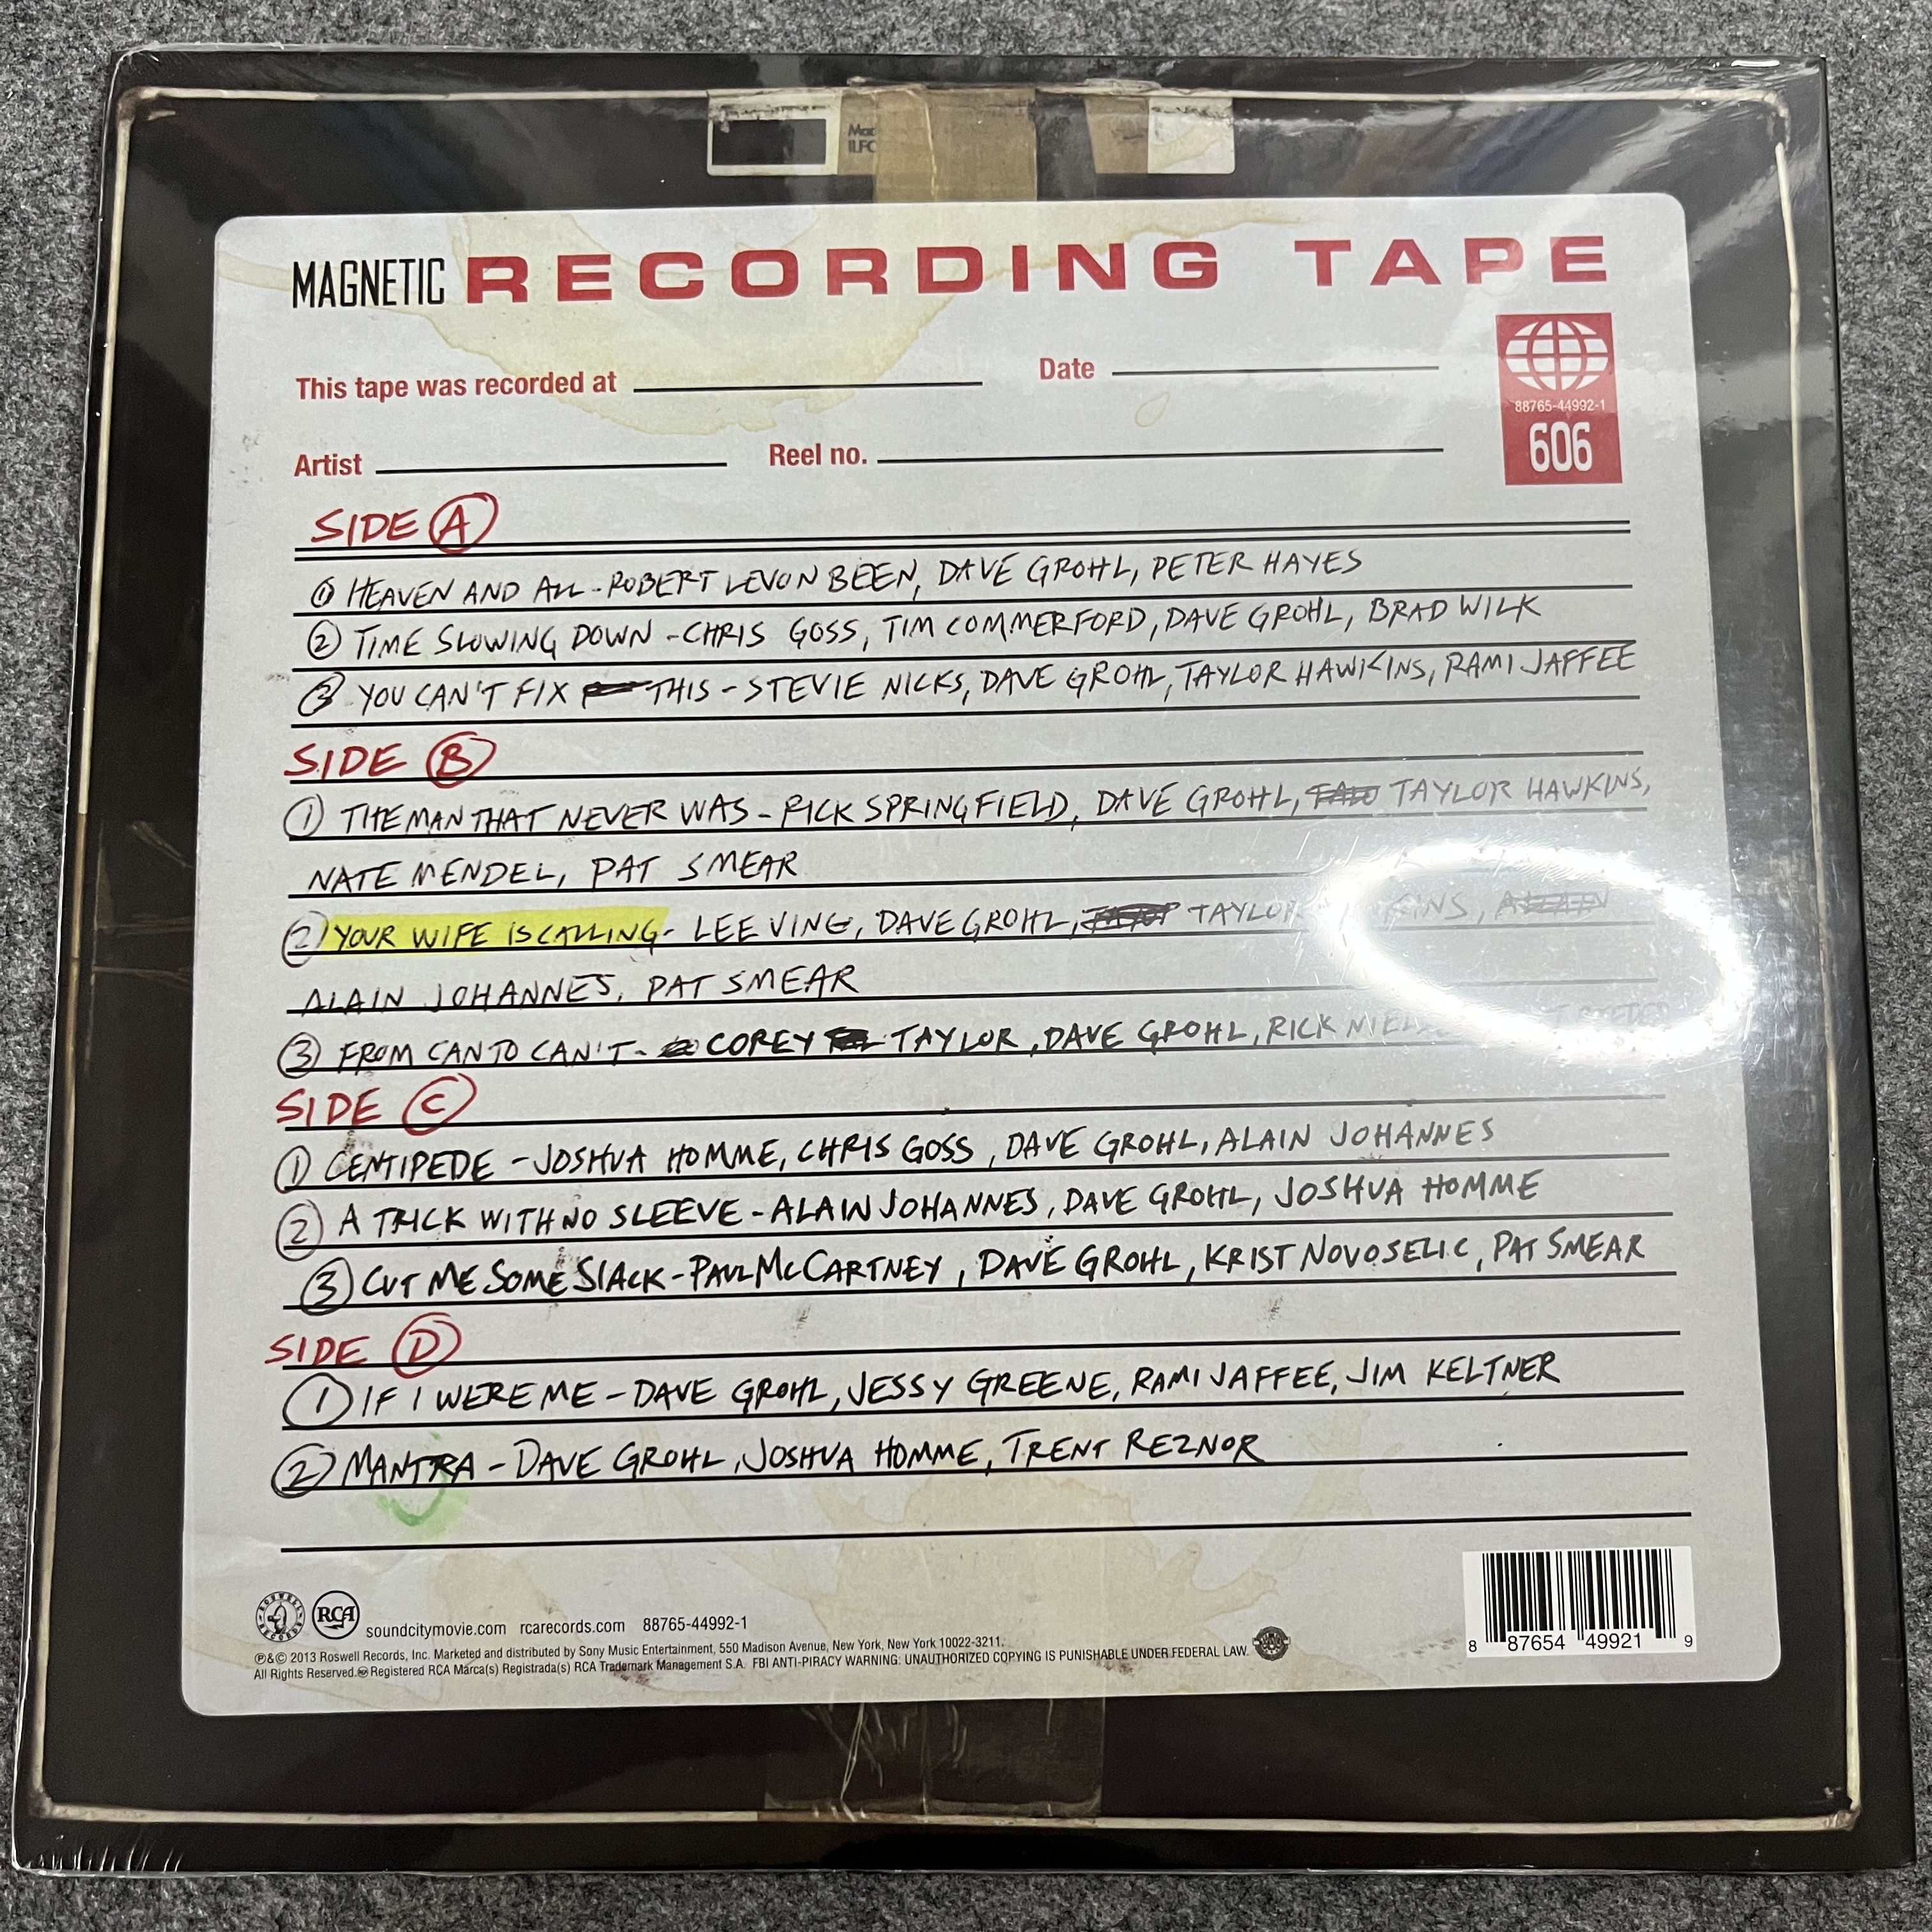 Mac
ILFO
MAGNETIC RECORDING TAPE
This tape was recorded at Date
88765-44992-1
606
Artist Reel no.
SIDE A
1 HEAVEN AND ALL - ROBERT LEVON BEEN, DAVE GROHL, PETER HAYES
2 TIME SLOWING DOWN - CHRIS GOSS, TIM COMMERFORD, DAVE GROHL, BRAD WILK
3 YOU CAN'T FIX THIS - STEVIE NICKS, DAVE GROHL, TAYLOR HAWKINS, RAMI JAFFEE
SIDE B
1 THE MAN THAT NEVER WAS - RICK SPRINGFIELD, DAVE GROHL, TAYLOR HAWKINS,
NATE MENDEL, PAT SMEAR
2 YOUR WIFE IS CALLING - LEE VING, DAVE GROHL, TAYLOR
ALAIN JOHANNES, PAT SMEAR
3 FROM CAN TO CAN'T - COREY TAYLOR, DAVE GROHL, RICK
SIDE C
1 CENTIPEDE - JOSHUA HOMME, CHRIS GOSS, DAVE GROHL, ALAIN JOHANNES
2 A TRICK WITH NO SLEEVE - ALAIN JOHANNES, DAVE GROHL, JOSHUA HOMME
3 CUT ME SOME SLACK - PAUL McCARTNEY, DAVE GROHL, KRIST NOVOSELIC, PAT SMEAR
SIDE D
1 IF I WERE ME - DAVE GROHL, JESSY GREENE, RAMI JAFFEE, JIM KELTNER
2 MANTRA - DAVE GROHL, JOSHUA HOMME, TRENT REZNOR
ROSWELL RECORDS RCA soundcitymovie.com rcarecords.com 88765-44992-1
℗&© 2013 Roswell Records, Inc. Marketed and distributed by Sony Music Entertainment, 550 Madison Avenue, New York, New York 10022-3211.
All Rights Reserved. Registered RCA Marca(s) Registrada(s) RCA Trademark Management S.A. FBI ANTI-PIRACY WARNING: UNAUTHORIZED COPYING IS PUNISHABLE UNDER FEDERAL LAW.
8 87654 49921 9